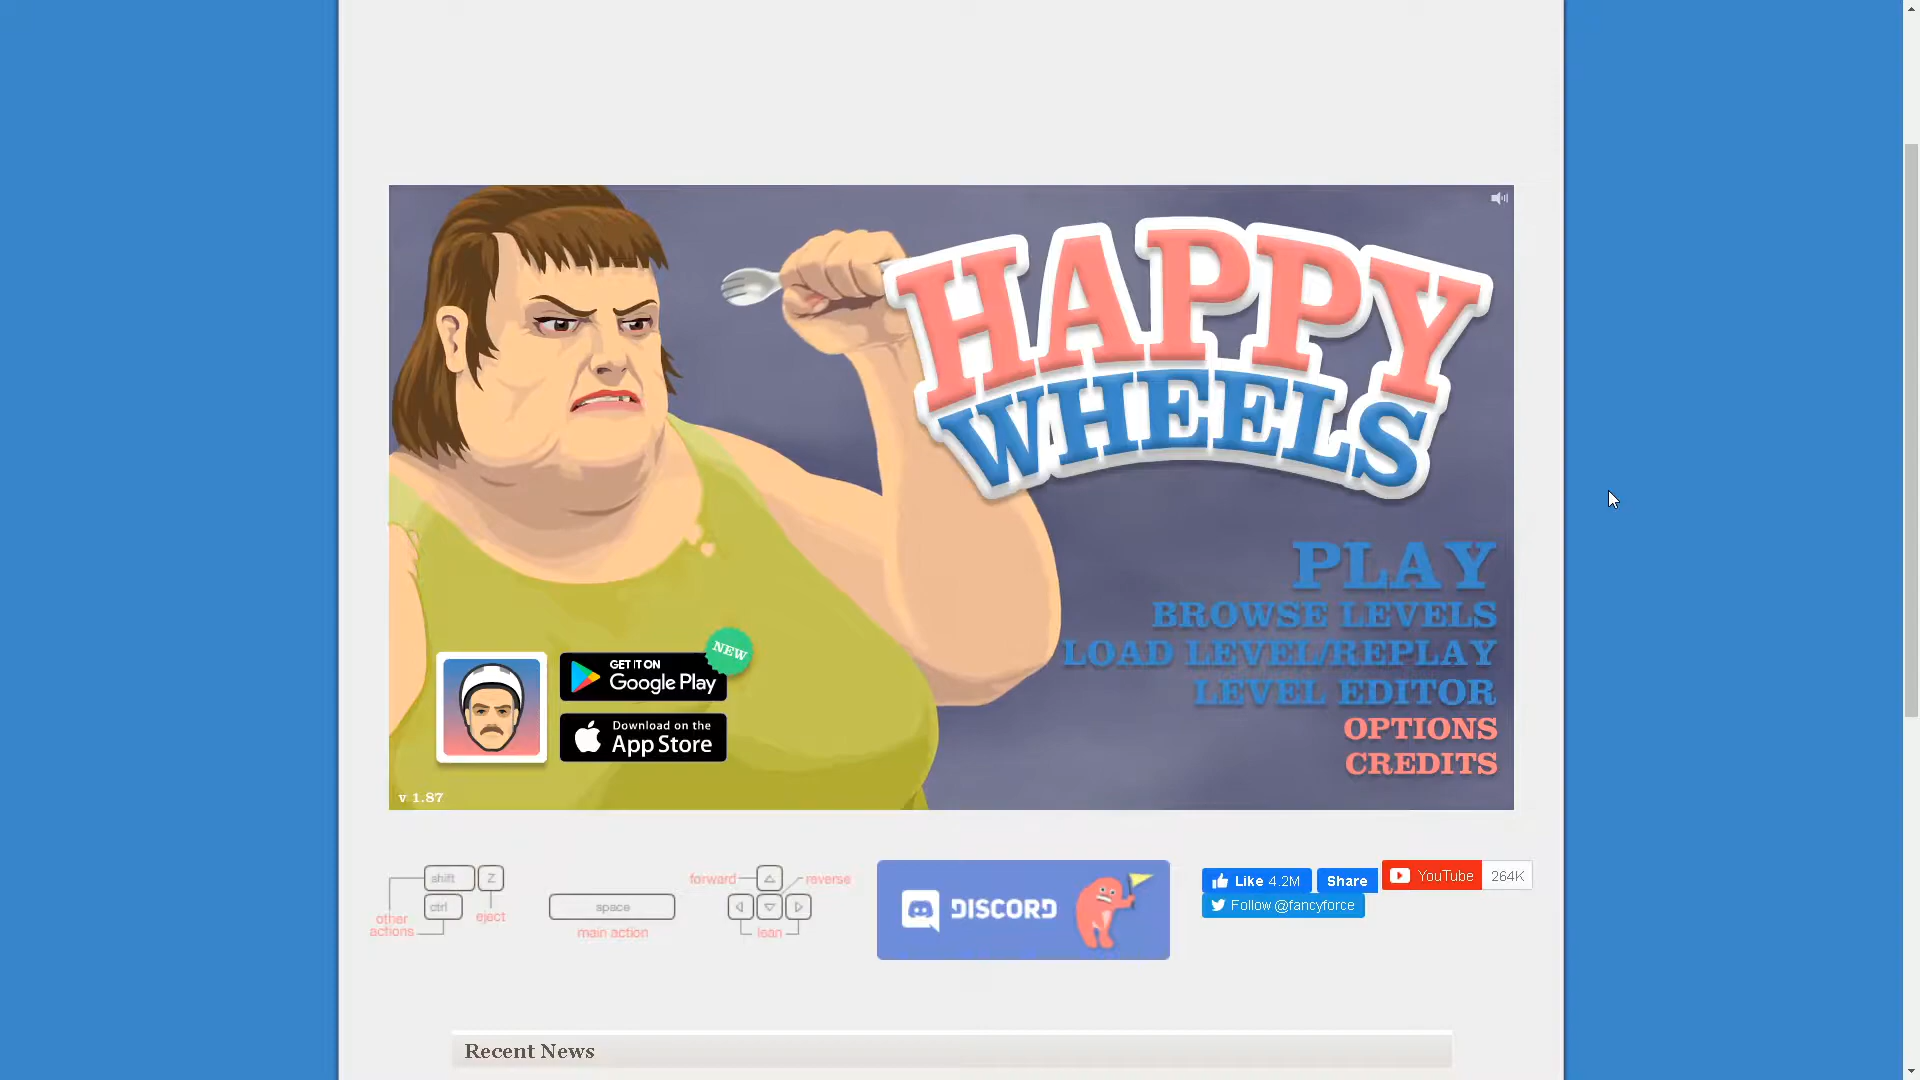 HAPPY
WHEELS
PLAY
BROWSE LEVELS
LOAD LEVEL/REPLAY
LEVEL EDITOR
OPTIONS
CREDITS
NEW
GET IT ON
Google Play
Download on the
App Store
v 1.87
shift
Z
ctrl
other
actions
eject
space
main action
forward
reverse
lean
DISCORD
Like 4.2M
Share
YouTube
264K
Follow @fancyforce
Recent News